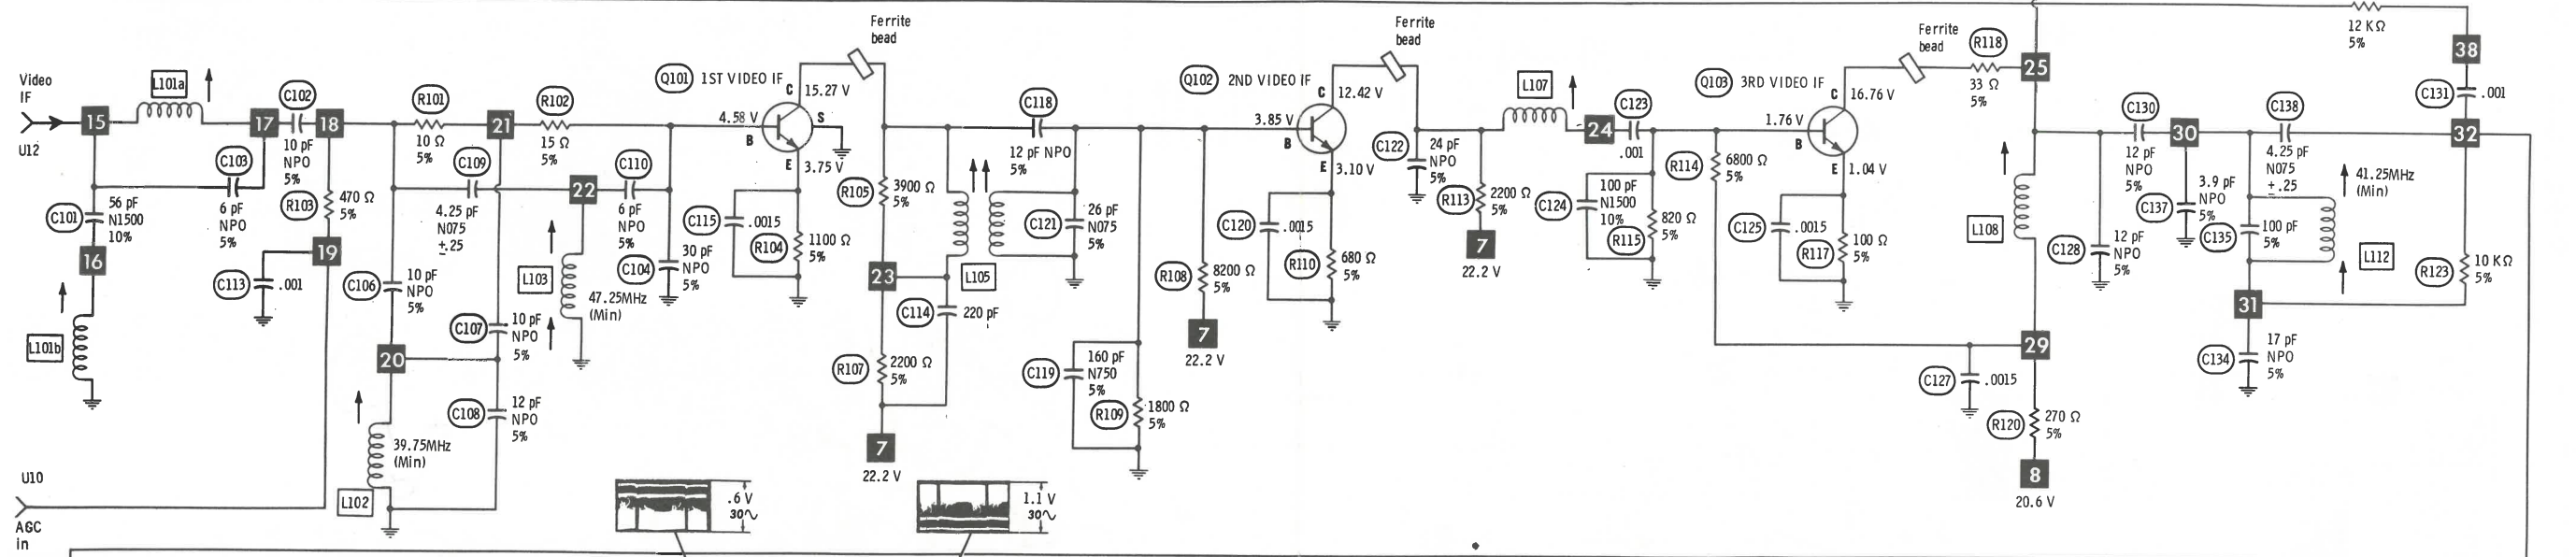 Video
IF
U12
15
L101a
17
C102
10 pF
NPO
5%
18
C103
6 pF
NPO
5%
C101
56 pF
N1500
10%
16
L101b
R103
470 Ω
5%
19
C113
.001
U10
AGC
in
R101
10 Ω
5%
21
R102
15 Ω
5%
C109
4.25 pF
N075
±.25
22
C110
6 pF
NPO
5%
C106
10 pF
NPO
5%
C107
10 pF
NPO
5%
20
C108
12 pF
NPO
5%
39.75MHz
(Min)
L102
L103
47.25MHz
(Min)
C104
30 pF
NPO
5%
Q101
1ST VIDEO IF
C
15.27 V
4.58 V
B
S
E
3.75 V
Ferrite
bead
C115
.0015
R104
1100 Ω
5%
.6 V
30~
R105
3900 Ω
5%
23
L105
C114
220 pF
R107
2200 Ω
5%
7
22.2 V
1.1 V
30~
C118
12 pF NPO
5%
C121
26 pF
N075
5%
C119
160 pF
N750
5%
R109
1800 Ω
5%
R108
8200 Ω
5%
7
22.2 V
Q102
2ND VIDEO IF
C
12.42 V
3.85 V
B
E
3.10 V
Ferrite
bead
C120
.0015
R110
680 Ω
5%
C122
24 pF
NPO
5%
R113
2200 Ω
5%
7
22.2 V
L107
24
C123
.001
C124
100 pF
N1500
10%
R115
820 Ω
5%
R114
6800 Ω
5%
Q103
3RD VIDEO IF
C
16.76 V
1.76 V
B
E
1.04 V
C125
.0015
R117
100 Ω
5%
Ferrite
bead
R118
33 Ω
5%
25
L108
29
C127
.0015
R120
270 Ω
5%
8
20.6 V
C128
12 pF
NPO
5%
C130
12 pF
NPO
5%
30
C137
3.9 pF
NPO
5%
C138
4.25 pF
N075
±.25
C135
100 pF
5%
41.25MHz
(Min)
L112
31
C134
17 pF
NPO
5%
12 KΩ
5%
38
C131
.001
32
R123
10 KΩ
5%